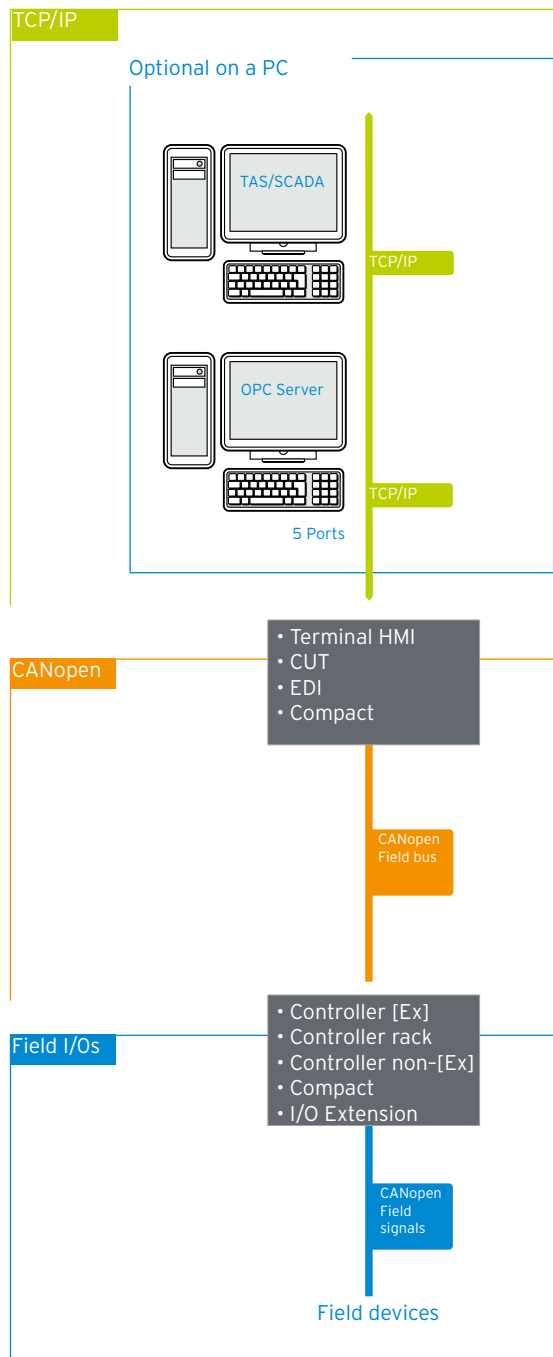 TCP/IP
Optional on a PC
TAS/SCADA
TCP/IP
OPC Server
TCP/IP
5 Ports
• Terminal HMI
• CUT
• EDI
• Compact
CANopen
CANopen
Field bus
• Controller [Ex]
• Controller rack
• Controller non-[Ex]
• Compact
• I/O Extension
Field I/Os
CANopen
Field
signals
Field devices